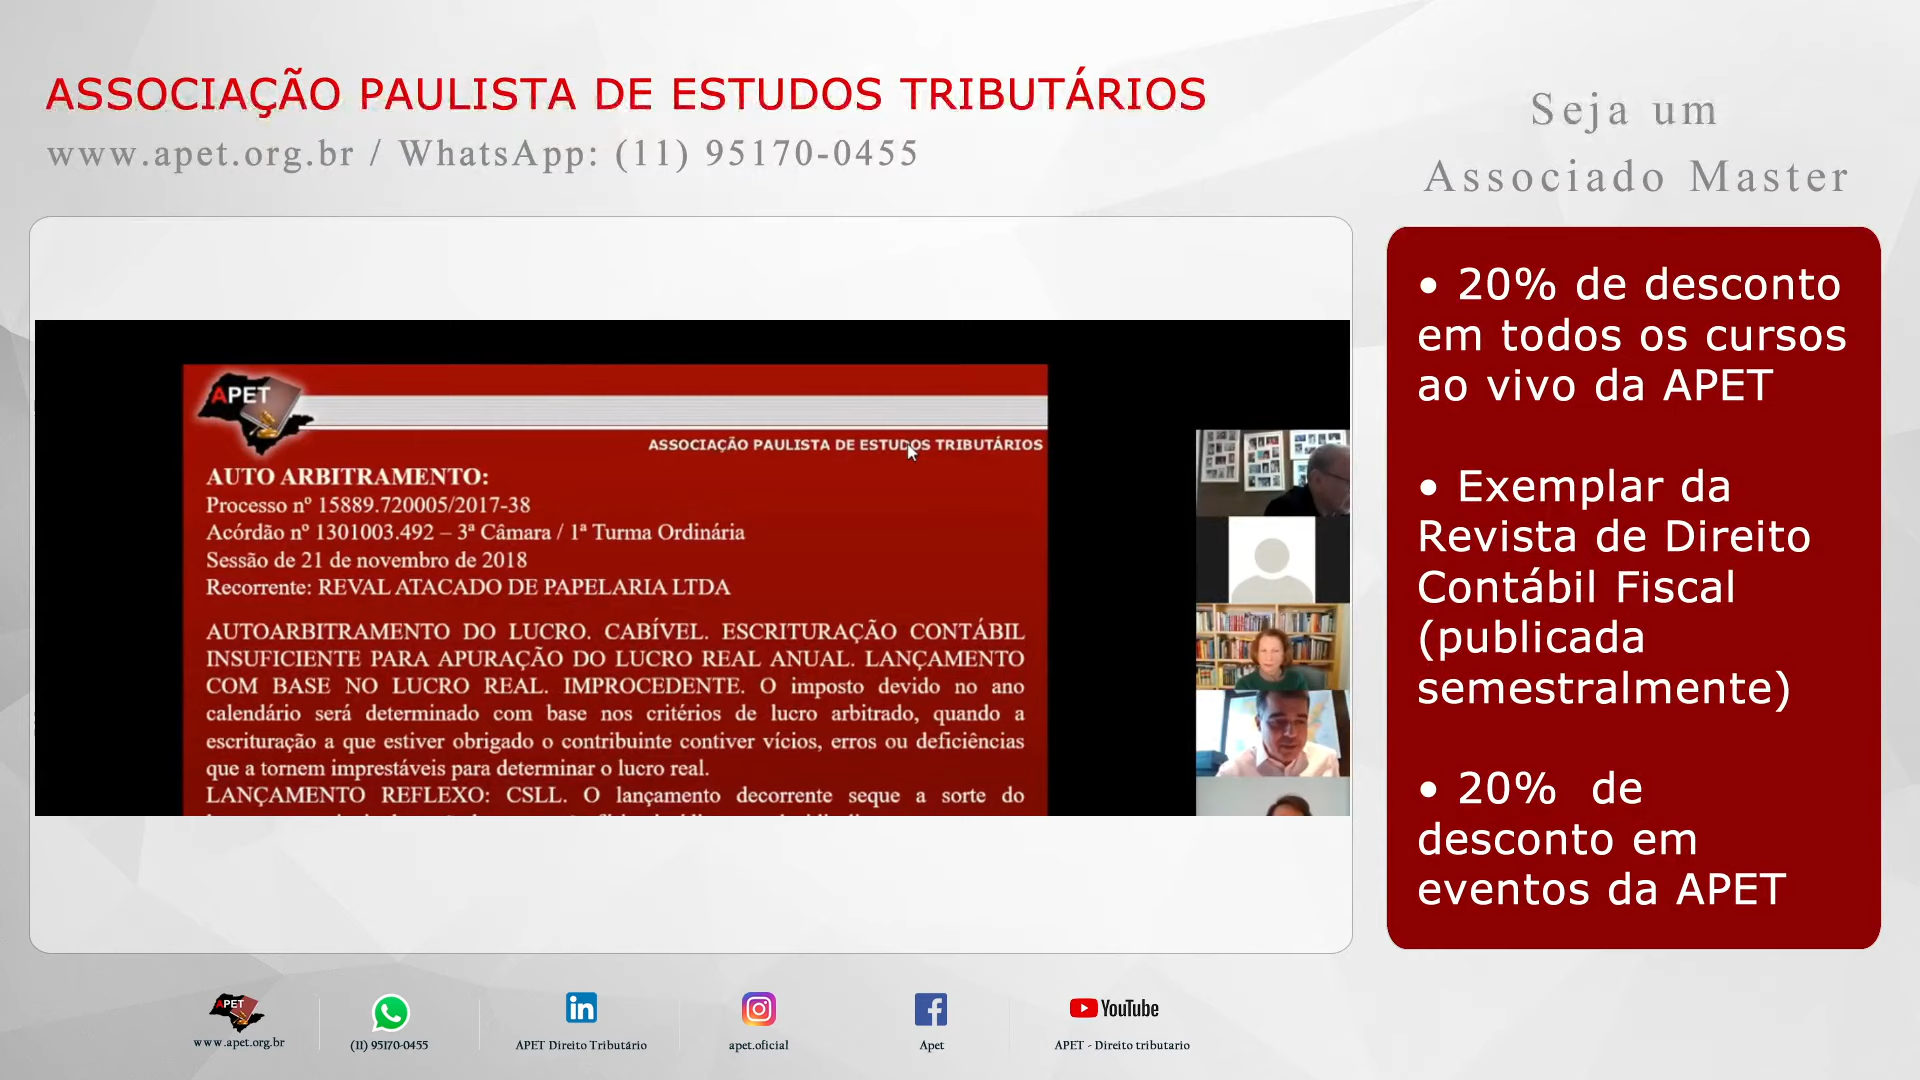 ASSOCIAÇÃO PAULISTA DE ESTUDOS TRIBUTÁRIOS
www.apet.org.br / WhatsApp: (11) 95170-0455
Seja um
Associado Master
APET
ASSOCIAÇÃO PAULISTA DE ESTUDOS TRIBUTÁRIOS
AUTO ARBITRAMENTO:
Processo nº 15889.720005/2017-38
Acórdão nº 1301003.492 – 3ª Câmara / 1ª Turma Ordinária
Sessão de 21 de novembro de 2018
Recorrente: REVAL ATACADO DE PAPELARIA LTDA
AUTOARBITRAMENTO DO LUCRO. CABÍVEL. ESCRITURAÇÃO CONTÁBIL
INSUFICIENTE PARA APURAÇÃO DO LUCRO REAL ANUAL. LANÇAMENTO
COM BASE NO LUCRO REAL. IMPROCEDENTE. O imposto devido no ano
calendário será determinado com base nos critérios de lucro arbitrado, quando a
escrituração a que estiver obrigado o contribuinte contiver vícios, erros ou deficiências
que a tornem imprestáveis para determinar o lucro real.
LANÇAMENTO REFLEXO: CSLL. O lançamento decorrente seque a sorte do
• 20% de desconto
em todos os cursos
ao vivo da APET
• Exemplar da
Revista de Direito
Contábil Fiscal
(publicada
semestralmente)
• 20% de
desconto em
eventos da APET
APET
www.apet.org.br
(11) 95170-0455
in
APET Direito Tributário
apet.oficial
f
Apet
YouTube
APET - Direito tributario